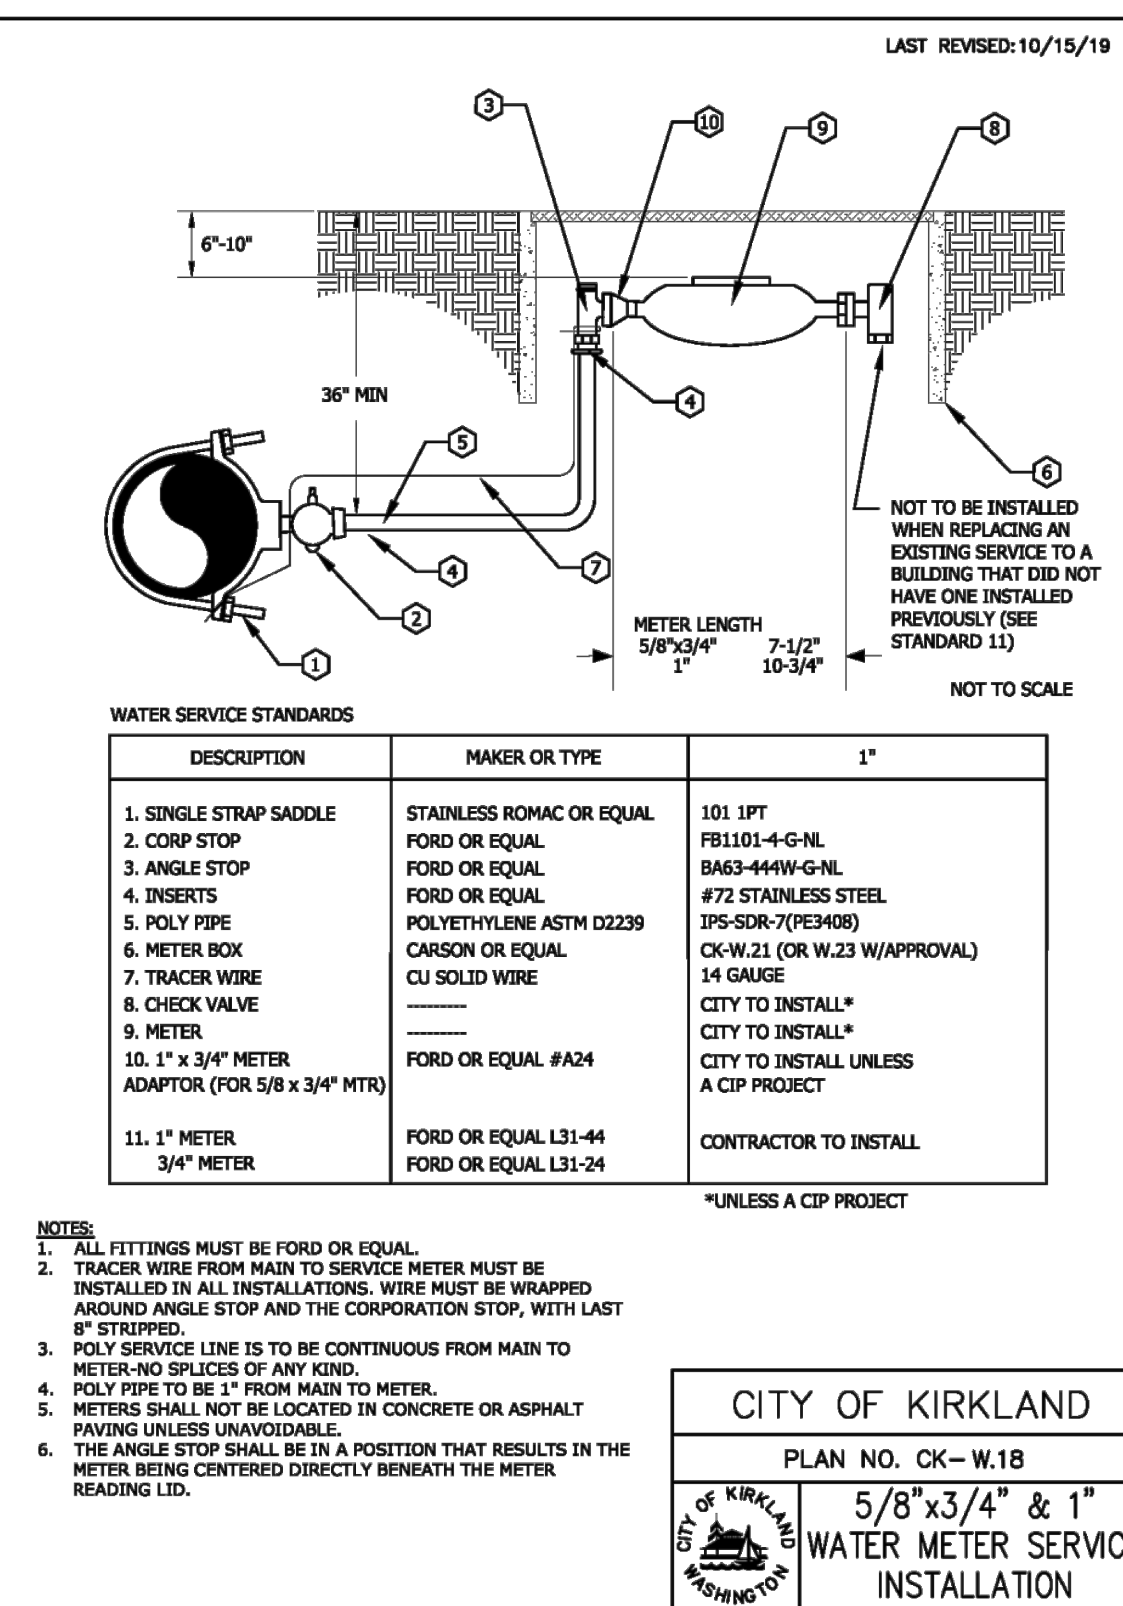 LAST REVISED:10/15/19
3
10
9
8
6"-10"
36" MIN
4
5
6
NOT TO BE INSTALLED
WHEN REPLACING AN
EXISTING SERVICE TO A
BUILDING THAT DID NOT
HAVE ONE INSTALLED
PREVIOUSLY (SEE
STANDARD 11)
4
7
2
METER LENGTH
5/8"x3/4" 7-1/2"
1" 10-3/4"
1
NOT TO SCALE
WATER SERVICE STANDARDS
DESCRIPTION MAKER OR TYPE 1"
1. SINGLE STRAP SADDLE STAINLESS ROMAC OR EQUAL 101 1PT
2. CORP STOP FORD OR EQUAL FB1101-4-G-NL
3. ANGLE STOP FORD OR EQUAL BA63-444W-G-NL
4. INSERTS FORD OR EQUAL #72 STAINLESS STEEL
5. POLY PIPE POLYETHYLENE ASTM D2239 IPS-SDR-7(PE3408)
6. METER BOX CARSON OR EQUAL CK-W.21 (OR W.23 W/APPROVAL)
7. TRACER WIRE CU SOLID WIRE 14 GAUGE
8. CHECK VALVE --------- CITY TO INSTALL*
9. METER --------- CITY TO INSTALL*
10. 1" x 3/4" METER FORD OR EQUAL #A24 CITY TO INSTALL UNLESS
ADAPTOR (FOR 5/8 x 3/4" MTR) A CIP PROJECT
11. 1" METER FORD OR EQUAL L31-44 CONTRACTOR TO INSTALL
3/4" METER FORD OR EQUAL L31-24
*UNLESS A CIP PROJECT
NOTES:
1. ALL FITTINGS MUST BE FORD OR EQUAL.
2. TRACER WIRE FROM MAIN TO SERVICE METER MUST BE
INSTALLED IN ALL INSTALLATIONS. WIRE MUST BE WRAPPED
AROUND ANGLE STOP AND THE CORPORATION STOP, WITH LAST
8" STRIPPED.
3. POLY SERVICE LINE IS TO BE CONTINUOUS FROM MAIN TO
METER-NO SPLICES OF ANY KIND.
4. POLY PIPE TO BE 1" FROM MAIN TO METER.
5. METERS SHALL NOT BE LOCATED IN CONCRETE OR ASPHALT
PAVING UNLESS UNAVOIDABLE.
6. THE ANGLE STOP SHALL BE IN A POSITION THAT RESULTS IN THE
METER BEING CENTERED DIRECTLY BENEATH THE METER
READING LID.
CITY OF KIRKLAND
PLAN NO. CK-W.18
CITY OF KIRKLAND
WASHINGTON
5/8"x3/4" & 1"
WATER METER SERVIC
INSTALLATION